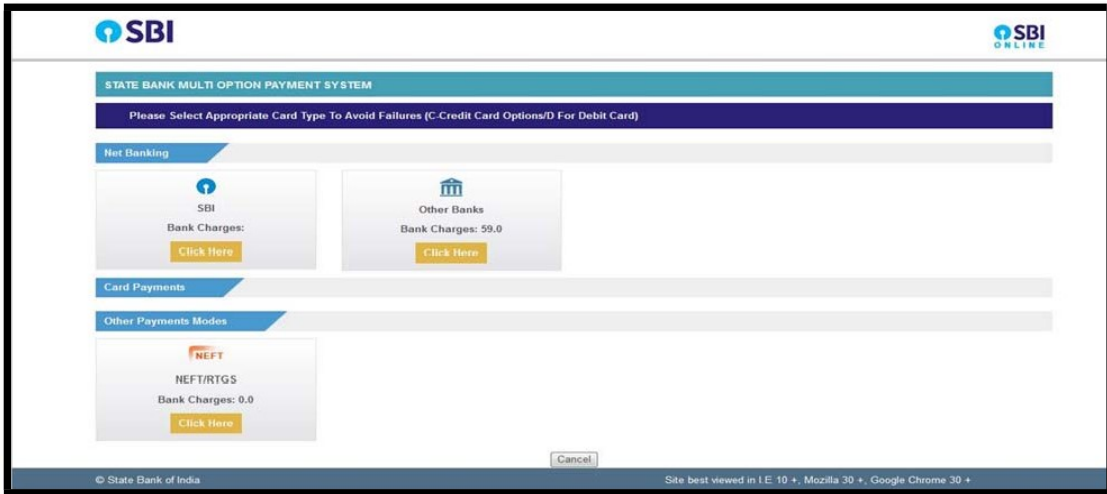 SBI
SBI
ONLINE
STATE BANK MULTI OPTION PAYMENT SYSTEM
Please Select Appropriate Card Type To Avoid Failures (C-Credit Card Options/D For Debit Card)
Net Banking
SBI
Bank Charges:
Click Here
Other Banks
Bank Charges: 59.0
Click Here
Card Payments
Other Payments Modes
NEFT
NEFT/RTGS
Bank Charges: 0.0
Click Here
Cancel
© State Bank of India
Site best viewed in I.E 10 +, Mozilla 30 +, Google Chrome 30 +